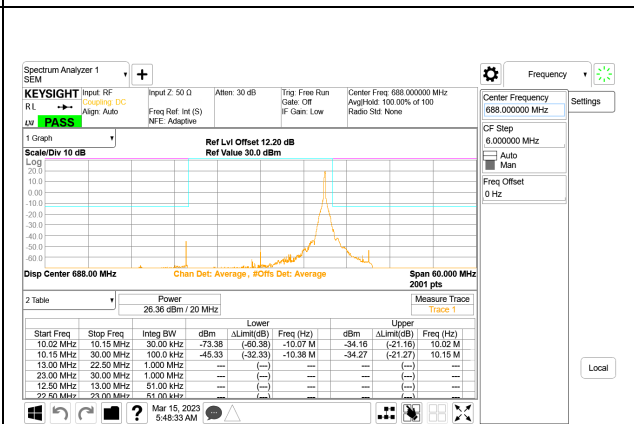 Spectrum Analyzer 1
SEM
Frequency
KEYSIGHT
RL
LXI PASS
Input: RF
Coupling: DC
Align: Auto
Input Z: 50 Ω
Freq Ref: Int (S)
NFE: Adaptive
Atten: 30 dB
Trig: Free Run
Gate: Off
IF Gain: Low
Center Freq: 688.000000 MHz
Avg|Hold: 100.00% of 100
Radio Std: None
Center Frequency
688.000000 MHz
Settings
CF Step
6.000000 MHz
Auto
Man
Freq Offset
0 Hz
1 Graph
Scale/Div 10 dB
Ref Lvl Offset 12.20 dB
Ref Value 30.0 dBm
Log
20.0
10.0
0.00
-10.0
-20.0
-30.0
-40.0
-50.0
-60.0
Disp Center 688.00 MHz
Chan Det: Average, #Offs Det: Average
Span 60.000 MHz
2001 pts
2 Table
Power
26.36 dBm / 20 MHz
Measure Trace
Trace 1
Lower Upper
Start Freq Stop Freq Integ BW dBm ΔLimit(dB) Freq (Hz) dBm ΔLimit(dB) Freq (Hz)
10.02 MHz 10.15 MHz 30.00 kHz -73.38 (-60.38) -10.07 M -34.16 (-21.16) 10.02 M
10.15 MHz 30.00 MHz 100.0 kHz -45.33 (-32.33) -10.38 M -34.27 (-21.27) 10.15 M
13.00 MHz 22.50 MHz 1.000 MHz --- (---) --- (---)
23.00 MHz 30.00 MHz 1.000 MHz --- (---) --- (---)
12.50 MHz 13.00 MHz 51.00 kHz --- (---) --- (---)
22.50 MHz 23.00 MHz 51.00 kHz --- (---) --- (---)
Local
? Mar 15, 2023
5:48:33 AM